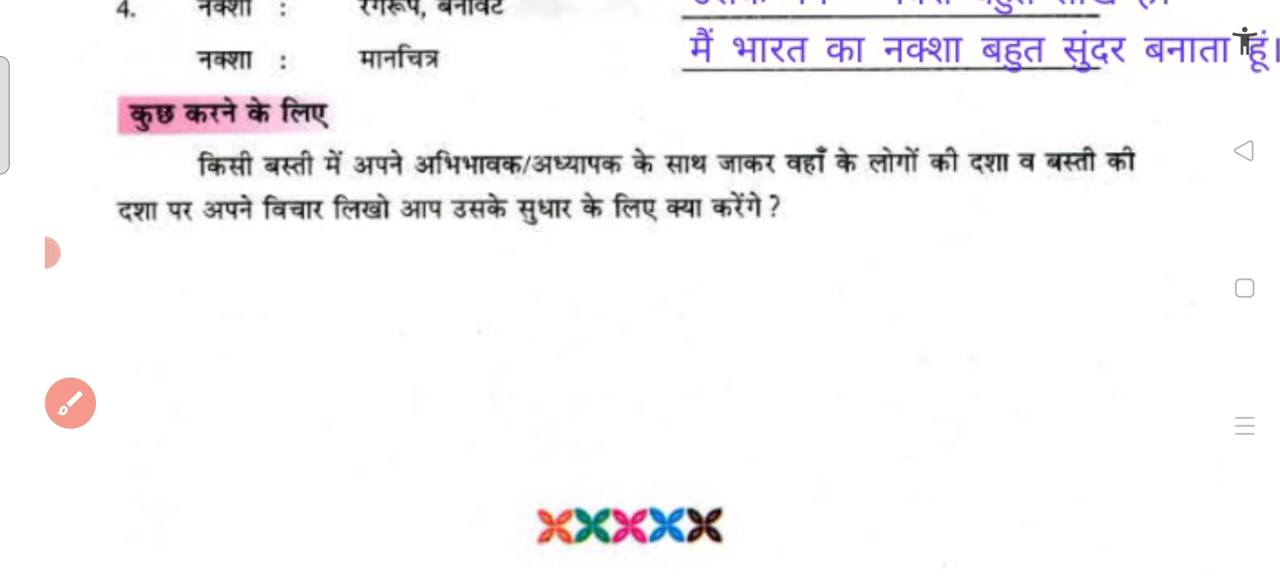 4. नक्शा : रंगरूप, बनावट
नक्शा : मानचित्र
मैं भारत का नक्शा बहुत सुंदर बनाता हूं।
कुछ करने के लिए
किसी बस्ती में अपने अभिभावक/अध्यापक के साथ जाकर वहाँ के लोगों की दशा व बस्ती की
दशा पर अपने विचार लिखो आप उसके सुधार के लिए क्या करेंगे ?